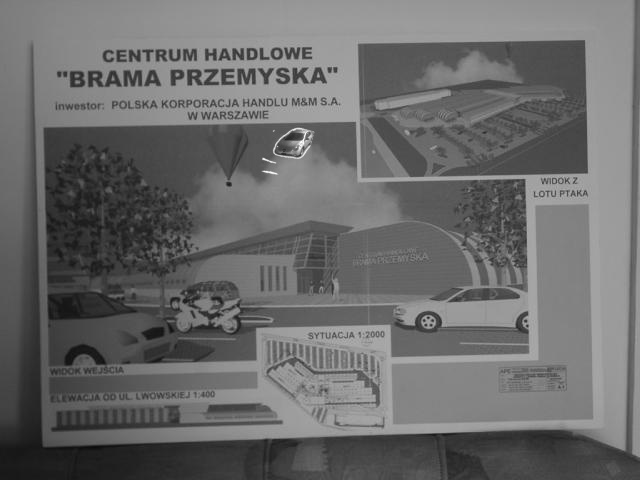 CENTRUM HANDLOWE
"BRAMA PRZEMYSKA"
inwestor: POLSKA KORPORACJA HANDLU M&M S.A.
W WARSZAWIE
WIDOK Z
LOTU PTAKA
CENTRUM HANDLOWE
BRAMA PRZEMYSKA
SYTUACJA 1:2000
WIDOK WEJŚCIA
ELEWACJA OD UL. LWOWSKIEJ 1:400